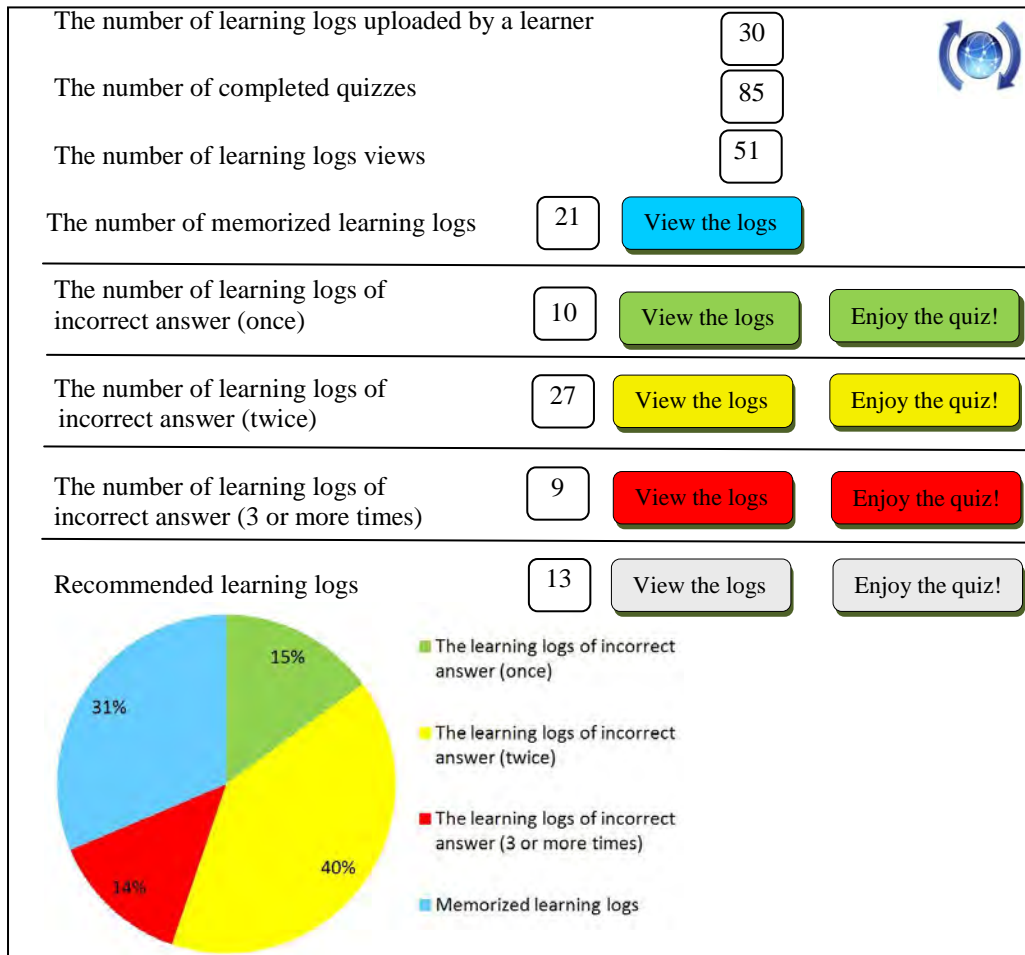 The number of learning logs uploaded by a learner 30
The number of completed quizzes 85
The number of learning logs views 51
The number of memorized learning logs 21 View the logs
The number of learning logs of
incorrect answer (once) 10 View the logs Enjoy the quiz!
The number of learning logs of
incorrect answer (twice) 27 View the logs Enjoy the quiz!
The number of learning logs of
incorrect answer (3 or more times) 9 View the logs Enjoy the quiz!
Recommended learning logs 13 View the logs Enjoy the quiz!
15%
31%
40%
14%
The learning logs of incorrect
answer (once)
The learning logs of incorrect
answer (twice)
The learning logs of incorrect
answer (3 or more times)
Memorized learning logs